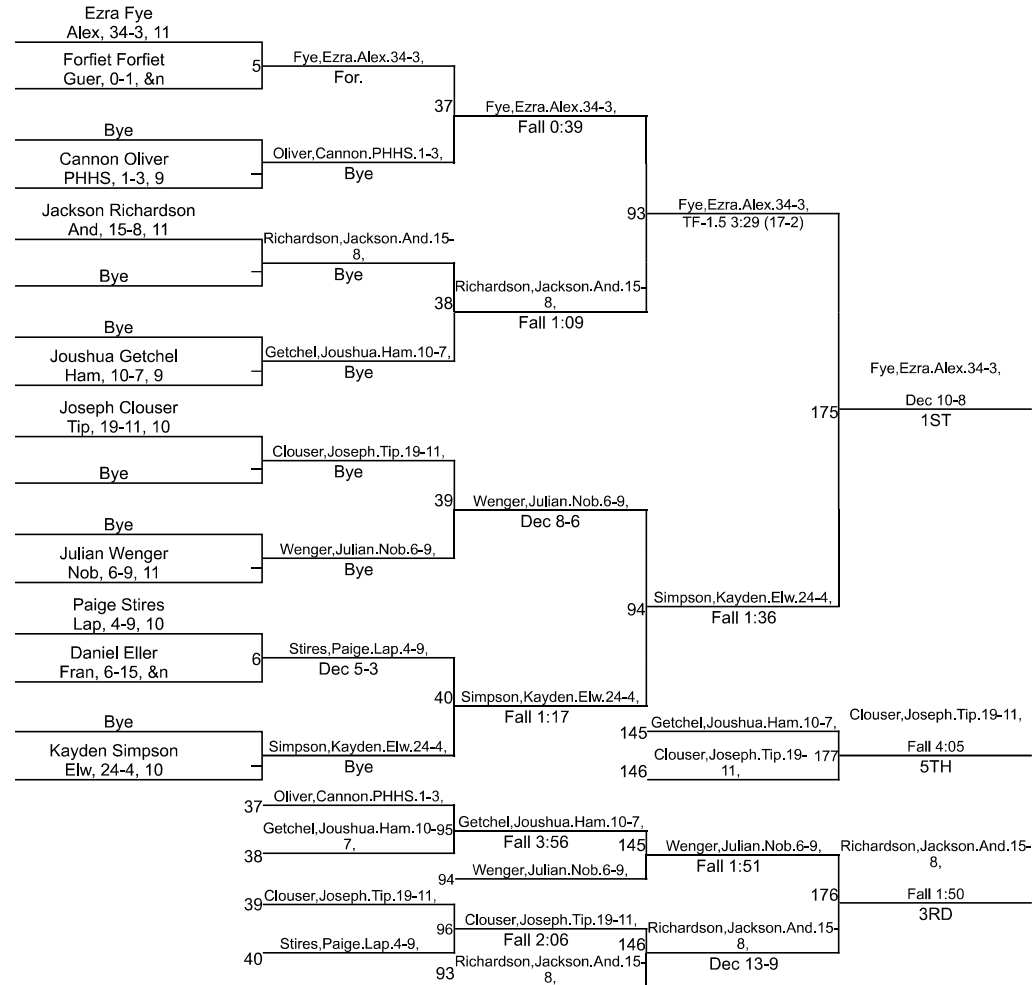 Ezra Fye
Alex, 34-3, 11
Forfiet Forfiet
Guer, 0-1, &n
5
Fye,Ezra.Alex.34-3,
For.
37
Fye,Ezra.Alex.34-3,
Fall 0:39
Bye
Cannon Oliver
PHHS, 1-3, 9
Oliver,Cannon.PHHS.1-3,
Bye
93
Fye,Ezra.Alex.34-3,
TF-1.5 3:29 (17-2)
Jackson Richardson
And, 15-8, 11
Bye
Richardson,Jackson.And.15-
8,
Bye
38
Richardson,Jackson.And.15-
8,
Fall 1:09
Bye
Joushua Getchel
Ham, 10-7, 9
Getchel,Joushua.Ham.10-7,
Bye
175
Fye,Ezra.Alex.34-3,
Dec 10-8
1ST
Joseph Clouser
Tip, 19-11, 10
Bye
Clouser,Joseph.Tip.19-11,
Bye
39
Wenger,Julian.Nob.6-9,
Dec 8-6
Bye
Julian Wenger
Nob, 6-9, 11
Wenger,Julian.Nob.6-9,
Bye
94
Simpson,Kayden.Elw.24-4,
Fall 1:36
Paige Stires
Lap, 4-9, 10
Daniel Eller
Fran, 6-15, &n
6
Stires,Paige.Lap.4-9,
Dec 5-3
40
Simpson,Kayden.Elw.24-4,
Fall 1:17
Bye
Kayden Simpson
Elw, 24-4, 10
Simpson,Kayden.Elw.24-4,
Bye
145
Getchel,Joushua.Ham.10-7,
146
Clouser,Joseph.Tip.19-
11,
177
Clouser,Joseph.Tip.19-11,
Fall 4:05
5TH
37
Oliver,Cannon.PHHS.1-3,
38
Getchel,Joushua.Ham.10-
7,
95
Getchel,Joushua.Ham.10-7,
Fall 3:56
94
Wenger,Julian.Nob.6-9,
145
Wenger,Julian.Nob.6-9,
Fall 1:51
39
Clouser,Joseph.Tip.19-11,
40
Stires,Paige.Lap.4-9,
96
Clouser,Joseph.Tip.19-11,
Fall 2:06
93
Richardson,Jackson.And.15-
8,
146
Richardson,Jackson.And.15-
8,
Dec 13-9
176
Richardson,Jackson.And.15-
8,
Fall 1:50
3RD